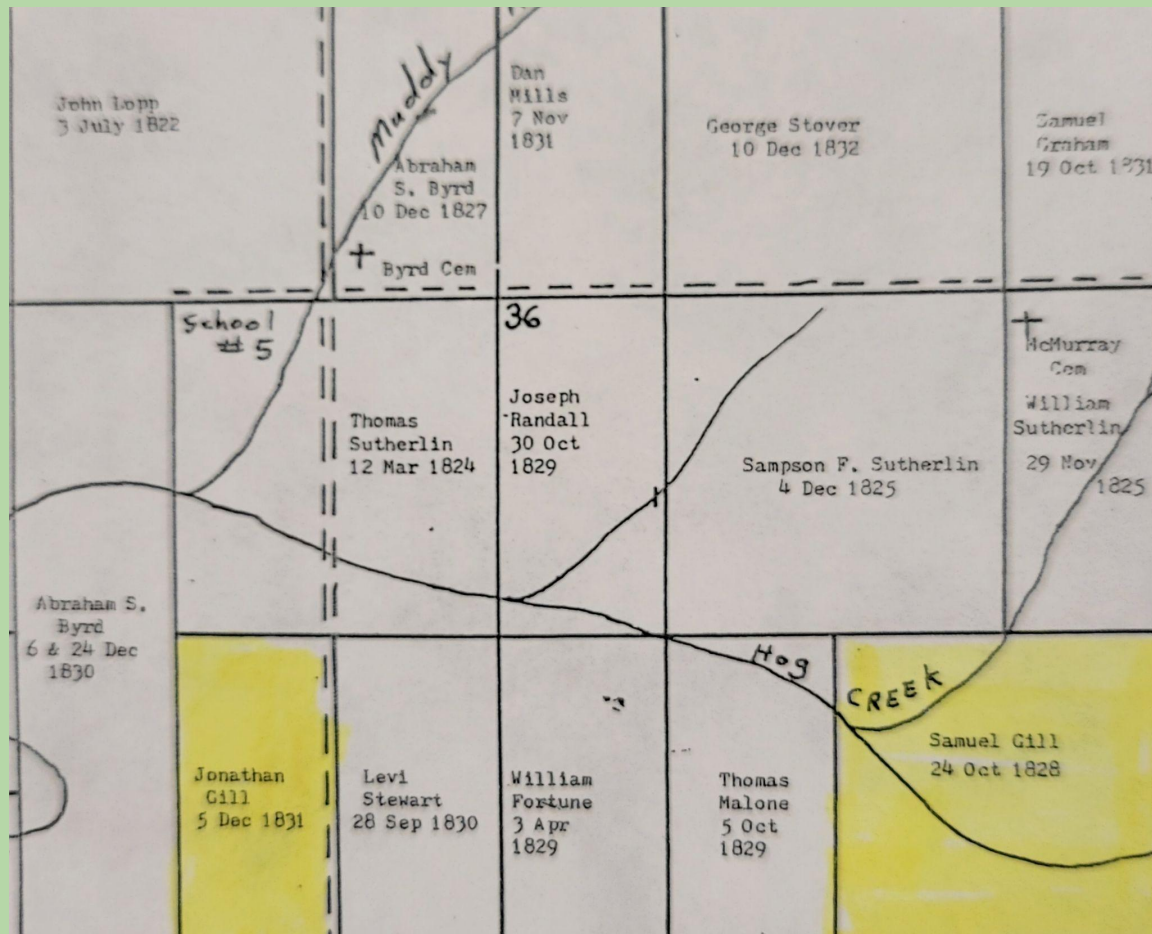 John Lopp
3 July 1822
Muddy
Abraham
S. Byrd
10 Dec 1827
Byrd Cem
Dan
Mills
7 Nov
1831
George Stover
10 Dec 1832
Samuel
Graham
19 Oct 1831
School
# 5
36
Thomas
Sutherlin
12 Mar 1824
Joseph
Randall
30 Oct
1829
Sampson F. Sutherlin
4 Dec 1825
McMurray
Cem
William
Sutherlin
29 Nov
1825
Abraham S.
Byrd
6 & 24 Dec
1830
Hog
CREEK
Jonathan
Gill
5 Dec 1831
Levi
Stewart
28 Sep 1830
William
Fortune
3 Apr
1829
Thomas
Malone
5 Oct
1829
Samuel Gill
24 Oct 1828